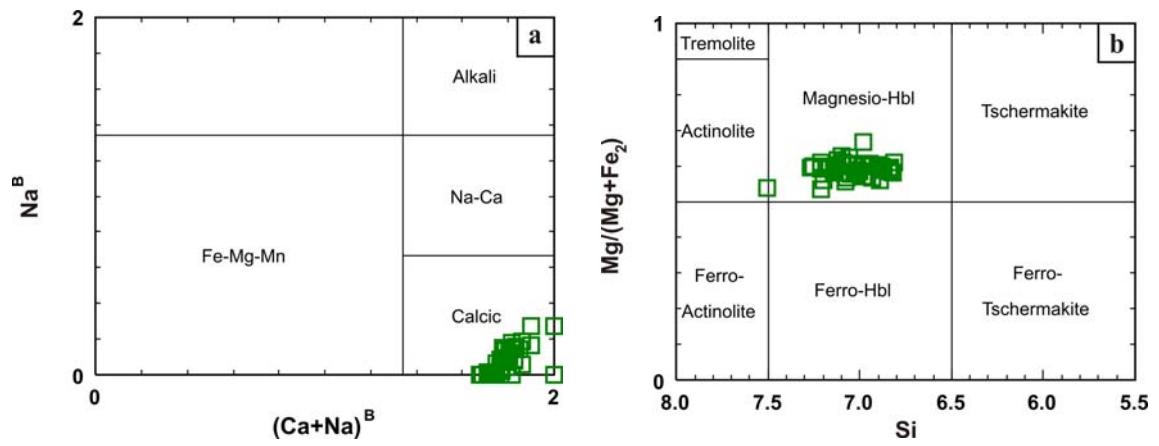 2
a
Alkali
Na^B
Na-Ca
Fe-Mg-Mn
Calcic
0
0
2
(Ca+Na)^B
1
b
Tremolite
Magnesio-Hbl
Tschermakite
Actinolite
Mg/(Mg+Fe₂)
Ferro-
Actinolite
Ferro-Hbl
Ferro-
Tschermakite
0
8.0
7.5
7.0
6.5
6.0
5.5
Si